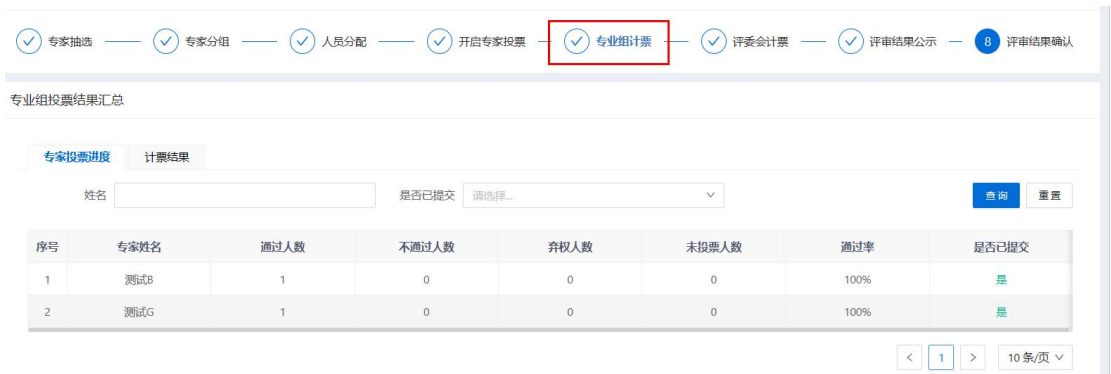 专家抽选 专家分组 人员分配 开启专家投票 专业组计票 评委会计票 评审结果公示 8 评审结果确认
专业组投票结果汇总
专家投票进度 计票结果
姓名 是否已提交 请选择... 查询 重置
序号 专家姓名 通过人数 不通过人数 弃权人数 未投票人数 通过率 是否已提交
1 测试B 1 0 0 0 100% 是
2 测试G 1 0 0 0 100% 是
< 1 > 10 条/页